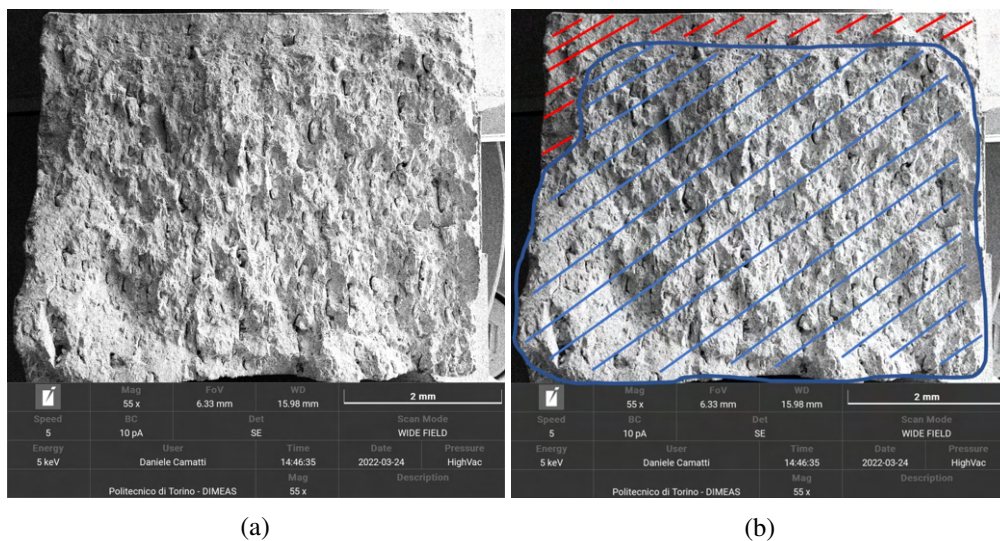 Mag FoV WD
55 x 6.33 mm 15.98 mm 2 mm
Speed BC Det Scan Mode
5 10 pA SE WIDE FIELD
Energy User Time Date Pressure
5 keV Daniele Camatti 14:46:35 2022-03-24 HighVac
Mag Description
Politecnico di Torino - DIMEAS 55 x
(a)
Mag FoV WD
55 x 6.33 mm 15.98 mm 2 mm
Speed BC Det Scan Mode
5 10 pA SE WIDE FIELD
Energy User Time Date Pressure
5 keV Daniele Camatti 14:46:35 2022-03-24 HighVac
Mag Description
Politecnico di Torino - DIMEAS 55 x
(b)